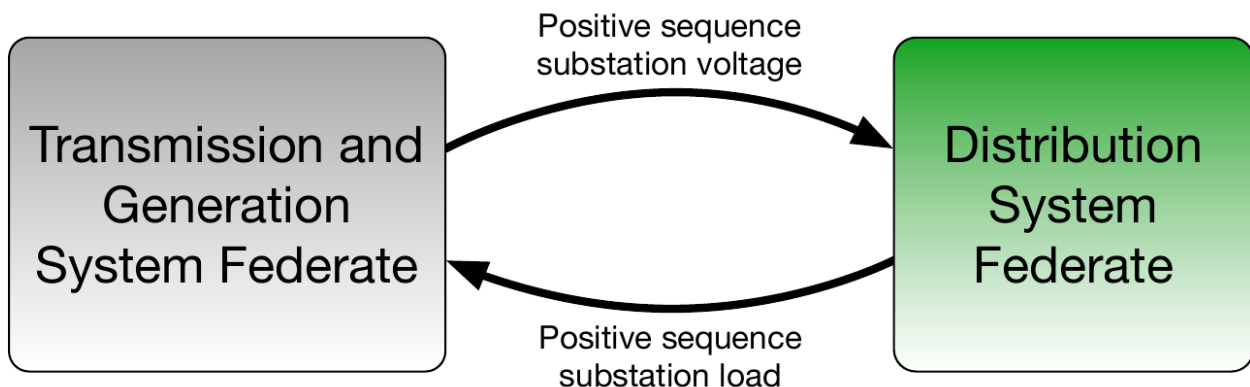 Positive sequence
substation voltage
Transmission and
Generation
System Federate
Distribution
System
Federate
Positive sequence
substation load